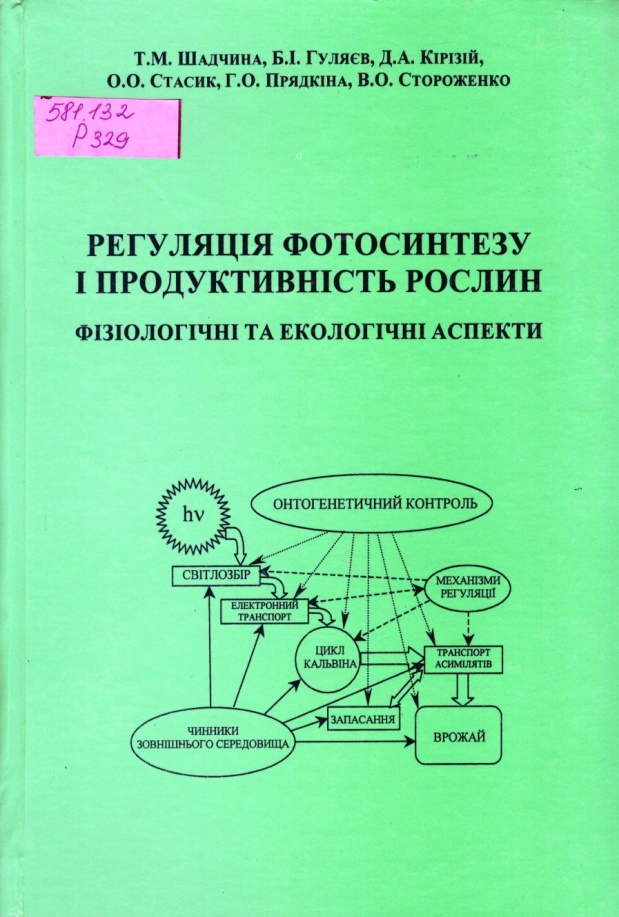 Т.М. ШАДЧИНА, Б.І. ГУЛЯЄВ, Д.А. КІРІЗІЙ,
О.О. СТАСИК, Г.О. ПРЯДКІНА, В.О. СТОРОЖЕНКО
581.132
Р 329
РЕГУЛЯЦІЯ ФОТОСИНТЕЗУ
І ПРОДУКТИВНІСТЬ РОСЛИН
ФІЗІОЛОГІЧНІ ТА ЕКОЛОГІЧНІ АСПЕКТИ
hν
ОНТОГЕНЕТИЧНИЙ КОНТРОЛЬ
СВІТЛОЗБІР
МЕХАНІЗМИ
РЕГУЛЯЦІЇ
ЕЛЕКТРОННИЙ
ТРАНСПОРТ
ЦИКЛ
КАЛЬВІНА
ТРАНСПОРТ
АСИМІЛЯТІВ
ЗАПАСАННЯ
ЧИННИКИ
ЗОВНІШНЬОГО СЕРЕДОВИЩА
ВРОЖАЙ